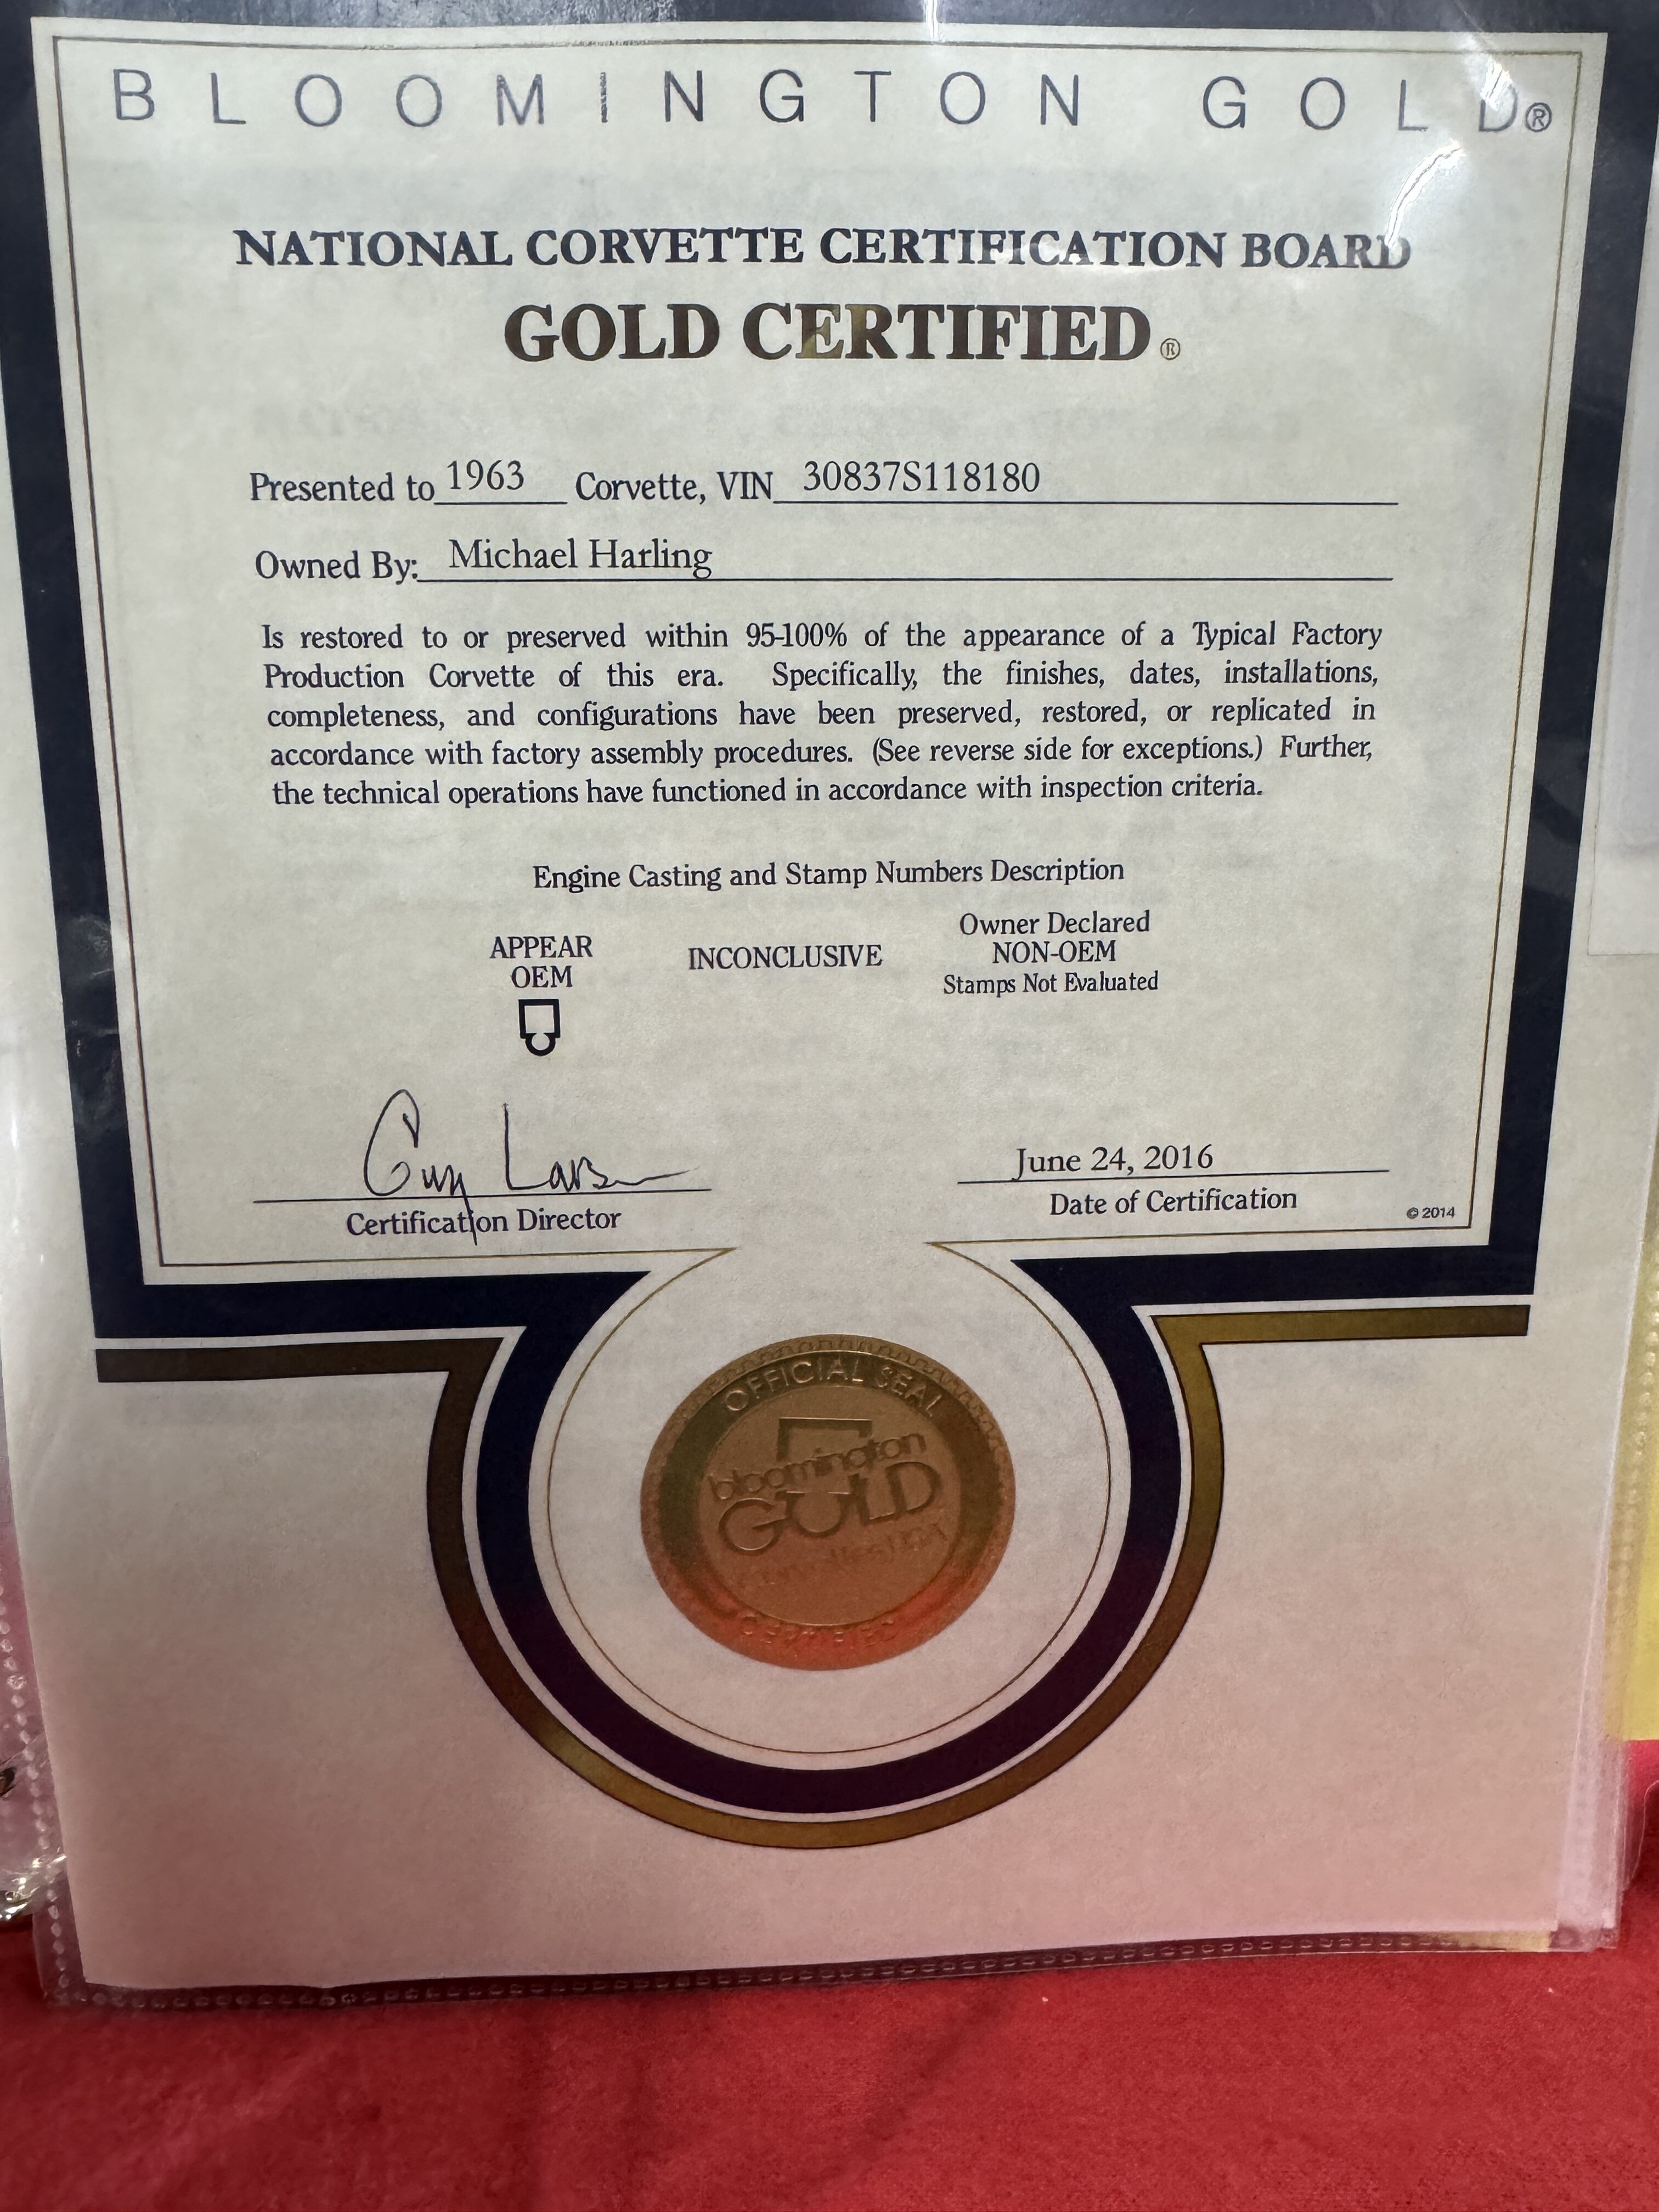 BLOOMINGTON GOLD®
NATIONAL CORVETTE CERTIFICATION BOARD
GOLD CERTIFIED®
Presented to 1963 Corvette, VIN 30837S118180
Owned By: Michael Harling
Is restored to or preserved within 95-100% of the appearance of a Typical Factory
Production Corvette of this era. Specifically, the finishes, dates, installations,
completeness, and configurations have been preserved, restored, or replicated in
accordance with factory assembly procedures. (See reverse side for exceptions.) Further,
the technical operations have functioned in accordance with inspection criteria.
Engine Casting and Stamp Numbers Description
APPEAR
OEM
INCONCLUSIVE
Owner Declared
NON-OEM
Stamps Not Evaluated
Guy Larsen
Certification Director
June 24, 2016
Date of Certification
© 2014
OFFICIAL SEAL
bloomington
GOLD
CERTIFIED